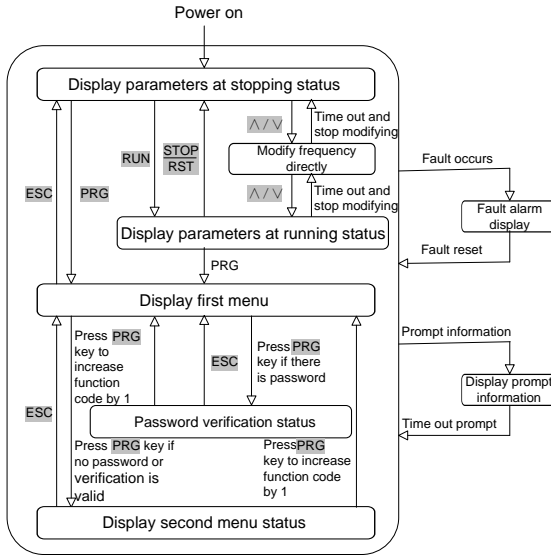 Power on
Display parameters at stopping status
∧ / ∨
Time out and
stop modifying
RUN
STOP
RST
Modify frequency
directly
Fault occurs
ESC
PRG
∧ / ∨
Time out and
stop modifying
Fault alarm
display
Display parameters at running status
Fault reset
PRG
Display first menu
Press PRG
key to
increase
function
code by 1
ESC
Press PRG
key if there
is password
Prompt information
Display prompt
information
ESC
Password verification status
Time out prompt
Press PRG key if
no password or
verification is
valid
PressPRG
key to increase
function code
by 1
Display second menu status